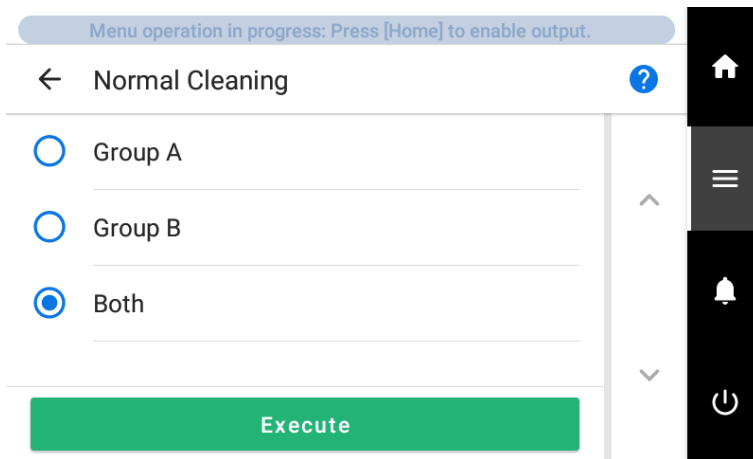 Menu operation in progress: Press [Home] to enable output.
Normal Cleaning
?
Group A
Group B
Both
Execute